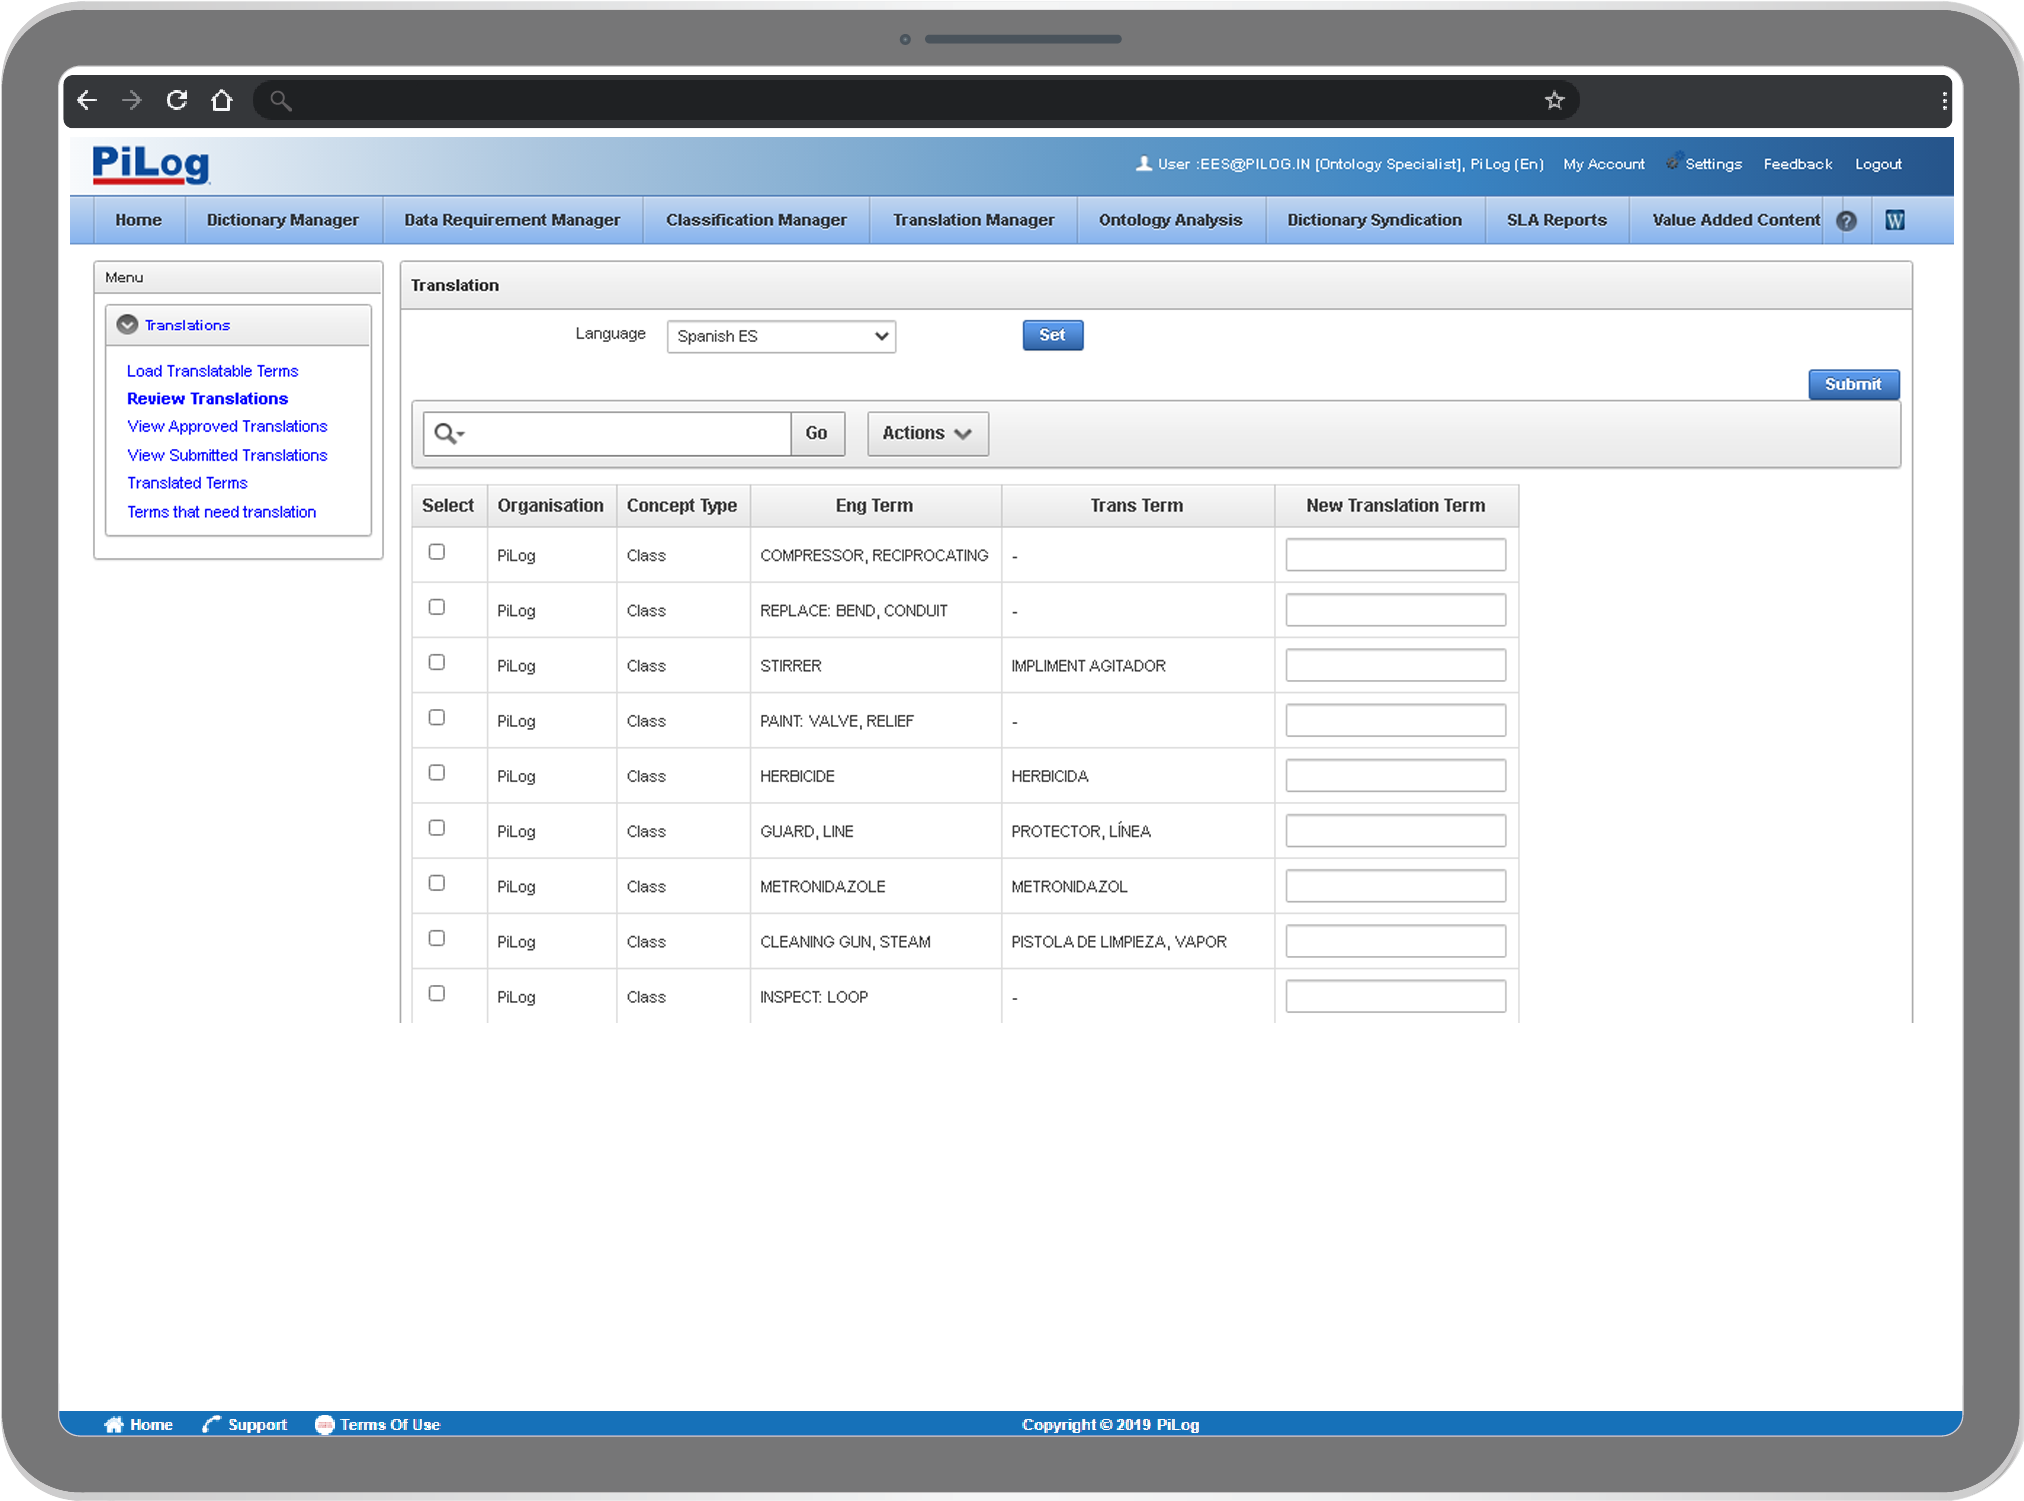 PiLog
User :EES@PILOG.IN [Ontology Specialist], PiLog (En) My Account Settings Feedback Logout
Home Dictionary Manager Data Requirement Manager Classification Manager Translation Manager Ontology Analysis Dictionary Syndication SLA Reports Value Added Content ? W
Menu
Translations
Load Translatable Terms
Review Translations
View Approved Translations
View Submitted Translations
Translated Terms
Terms that need translation
Translation
Language Spanish ES Set
Submit
Go Actions
Select Organisation Concept Type Eng Term Trans Term New Translation Term
PiLog Class COMPRESSOR, RECIPROCATING -
PiLog Class REPLACE: BEND, CONDUIT -
PiLog Class STIRRER IMPLIMENT AGITADOR
PiLog Class PAINT: VALVE, RELIEF -
PiLog Class HERBICIDE HERBICIDA
PiLog Class GUARD, LINE PROTECTOR, LÍNEA
PiLog Class METRONIDAZOLE METRONIDAZOL
PiLog Class CLEANING GUN, STEAM PISTOLA DE LIMPIEZA, VAPOR
PiLog Class INSPECT: LOOP -
Home Support Terms Of Use Copyright © 2019 PiLog